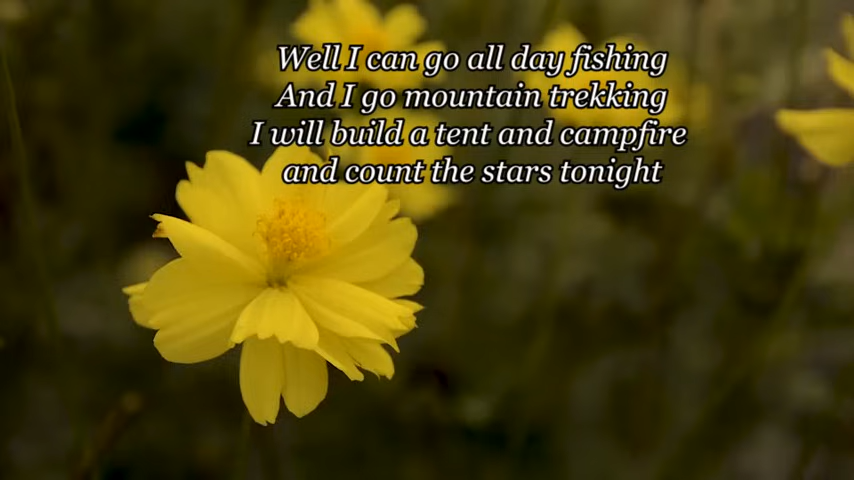 Well I can go all day fishing
And I go mountain trekking
I will build a tent and campfire
and count the stars tonight